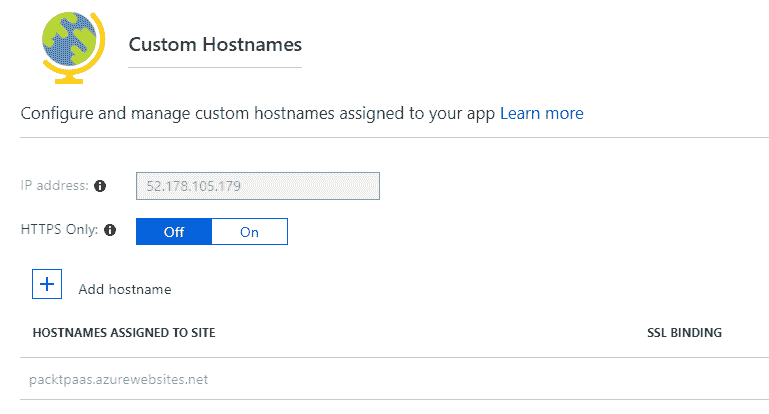 Custom Hostnames
Configure and manage custom hostnames assigned to your app Learn more
IP address: 52.178.105.179
HTTPS Only: Off On
+ Add hostname
HOSTNAMES ASSIGNED TO SITE SSL BINDING
packtpaas.azurewebsites.net